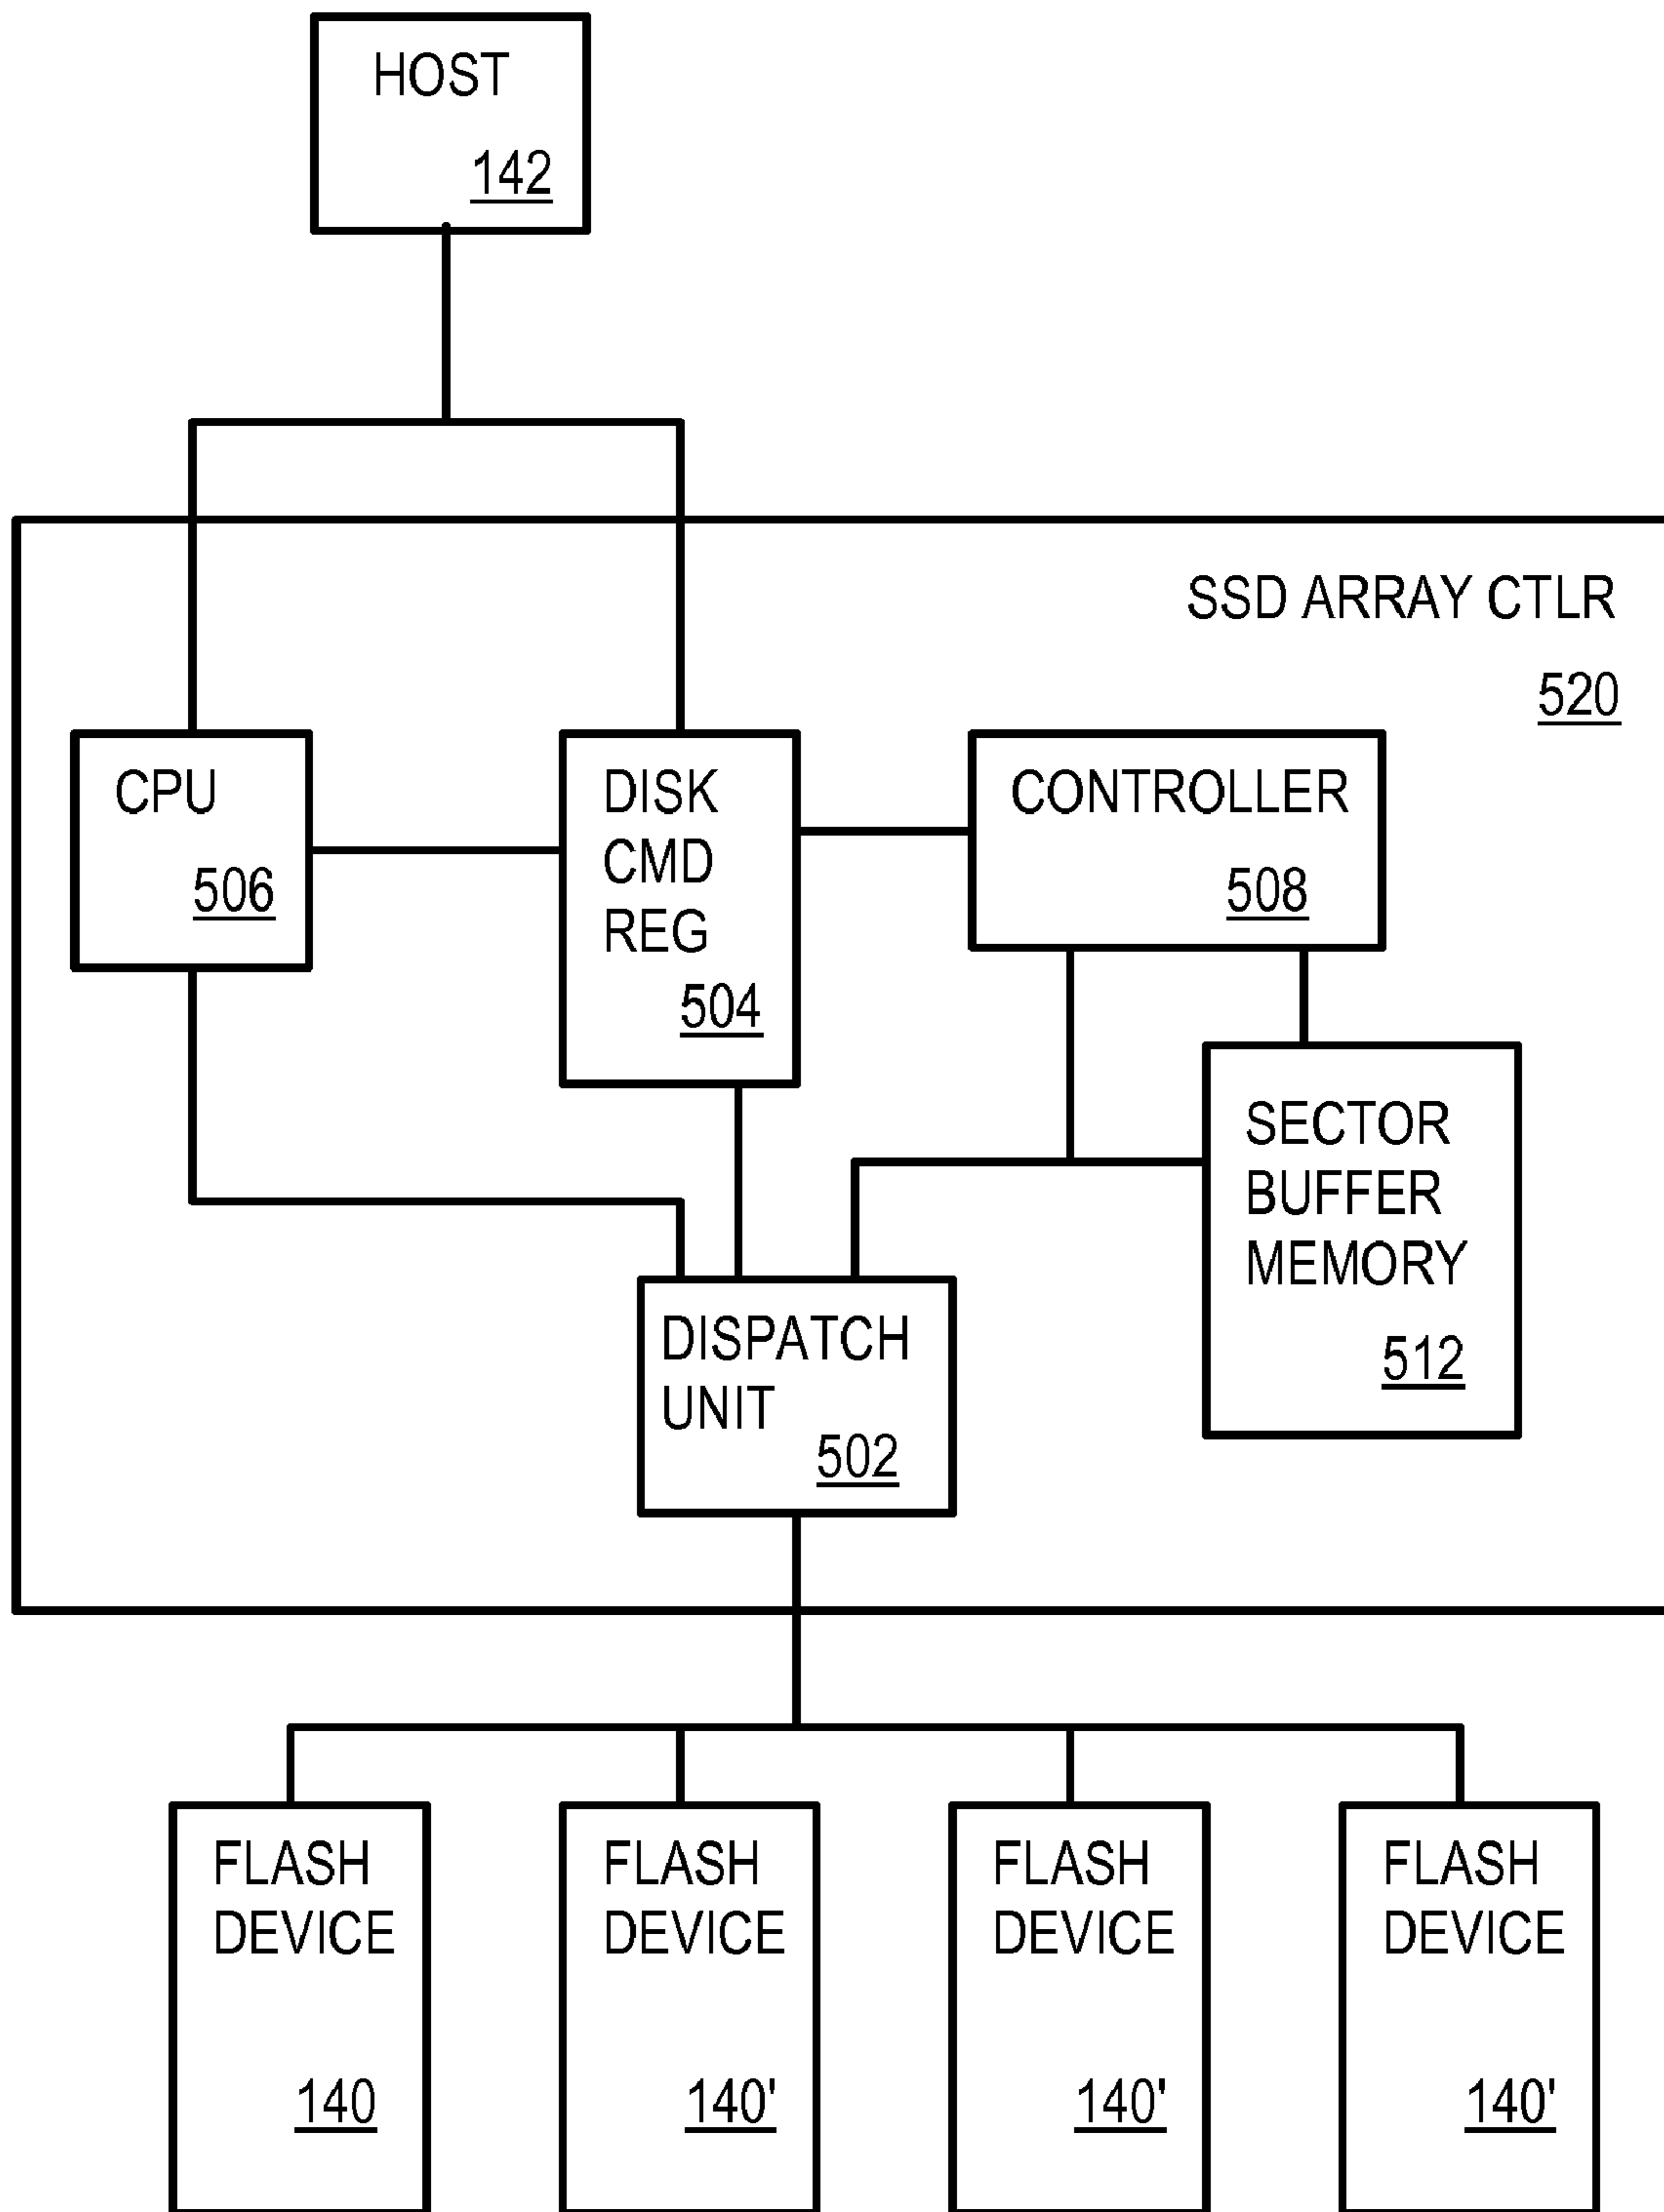 HOST
142
SSD ARRAY CTLR
520
CPU
506
DISK
CMD
REG
504
CONTROLLER
508
SECTOR
BUFFER
MEMORY
512
DISPATCH
UNIT
502
FLASH
DEVICE
140
FLASH
DEVICE
140'
FLASH
DEVICE
140'
FLASH
DEVICE
140'